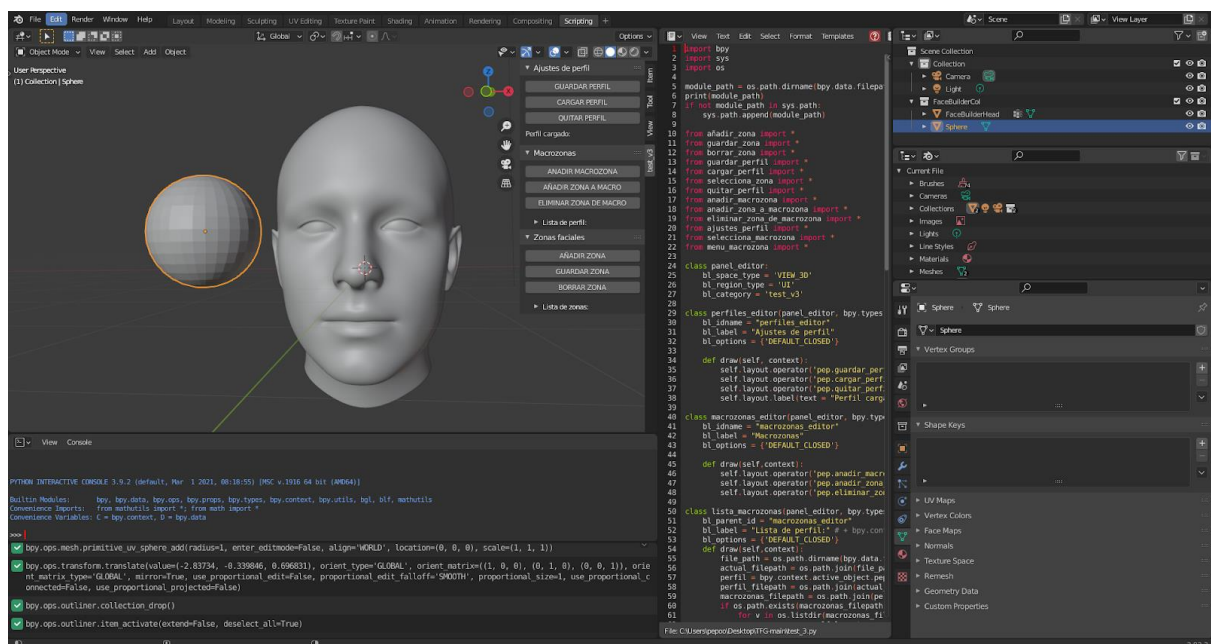 File Edit Render Window Help Layout Modeling Sculpting UV Editing Texture Paint Shading Animation Rendering Compositing Scripting + Scene View Layer
Global Options
Object Mode View Select Add Object
User Perspective
(1) Collection | Sphere
Z
X
Ajustes de perfil
GUARDAR PERFIL
CARGAR PERFIL
QUITAR PERFIL
Perfil cargado:
Macrozonas
ANADIR MACROZONA
AÑADIR ZONA A MACRO
ELIMINAR ZONA DE MACRO
Lista de perfil:
Zonas faciales
AÑADIR ZONA
GUARDAR ZONA
BORRAR ZONA
Lista de zonas:
Item
Tool
View
test_v3
View Console
PYTHON INTERACTIVE CONSOLE 3.9.2 (default, Mar 1 2021, 08:18:55) [MSC v.1916 64 bit (AMD64)]
Builtin Modules: bpy, bpy.data, bpy.ops, bpy.props, bpy.types, bpy.context, bpy.utils, bgl, blf, mathutils
Convenience Imports: from mathutils import *; from math import *
Convenience Variables: C = bpy.context, D = bpy.data
>>>
bpy.ops.mesh.primitive_uv_sphere_add(radius=1, enter_editmode=False, align='WORLD', location=(0, 0, 0), scale=(1, 1, 1))
bpy.ops.transform.translate(value=(-2.83734, -0.339846, 0.696831), orient_type='GLOBAL', orient_matrix=((1, 0, 0), (0, 1, 0), (0, 0, 1)), orie
nt_matrix_type='GLOBAL', mirror=True, use_proportional_edit=False, proportional_edit_falloff='SMOOTH', proportional_size=1, use_proportional_c
onnected=False, use_proportional_projected=False)
bpy.ops.outliner.collection_drop()
bpy.ops.outliner.item_activate(extend=False, deselect_all=True)
View Text Edit Select Format Templates
1 import bpy
2 import sys
3 import os
4
5 module_path = os.path.dirname(bpy.data.filepa
6 print(module_path)
7 if not module_path in sys.path:
8 sys.path.append(module_path)
9
10 from añadir_zona import *
11 from guardar_zona import *
12 from borrar_zona import *
13 from guardar_perfil import *
14 from cargar_perfil import *
15 from selecciona_zona import *
16 from quitar_perfil import *
17 from anadir_macrozona import *
18 from anadir_zona_a_macrozona import *
19 from eliminar_zona_de_macrozona import *
20 from ajustes_perfil import *
21 from selecciona_macrozona import *
22 from menu_macrozona import *
23
24 class panel_editor:
25 bl_space_type = 'VIEW_3D'
26 bl_region_type = 'UI'
27 bl_category = 'test_v3'
28
29 class perfiles_editor(panel_editor, bpy.types
30 bl_idname = "perfiles_editor"
31 bl_label = "Ajustes de perfil"
32 bl_options = {'DEFAULT_CLOSED'}
33
34 def draw(self, context):
35 self.layout.operator('pep.guardar_per
36 self.layout.operator('pep.cargar_perf
37 self.layout.operator('pep.quitar_perf
38 self.layout.label(text = "Perfil carga
39
40 class macrozonas_editor(panel_editor, bpy.type
41 bl_idname = "macrozonas_editor"
42 bl_label = "Macrozonas"
43 bl_options = {'DEFAULT_CLOSED'}
44
45 def draw(self,context):
46 self.layout.operator('pep.anadir_macro
47 self.layout.operator('pep.anadir_zona_
48 self.layout.operator('pep.eliminar_zon
49
50 class lista_macrozonas(panel_editor, bpy.types
51 bl_parent_id = "macrozonas_editor"
52 bl_label = "Lista de perfil:" # + bpy.con
53 bl_options = {'DEFAULT_CLOSED'}
54 def draw(self,context):
55 file_path = os.path.dirname(bpy.data.
56 actual_filepath = os.path.join(file_pa
57 perfil = bpy.context.active_object.pep
58 perfil_filepath = os.path.join(actual_
59 macrozonas_filepath = os.path.join(pe
60 if os.path.exists(macrozonas_filepath
61 for v in os.listdir(macrozonas_fi
File: C:\Users\pepoo\Desktop\TFG-main\test_3.py
Scene Collection
Collection
Camera
Light
FaceBuilderCol
FaceBuilderHead
Sphere
Current File
Brushes 4
Cameras
Collections
Images
Lights
Line Styles
Materials
Meshes 2
Sphere Sphere
Sphere
Vertex Groups
Shape Keys
UV Maps
Vertex Colors
Face Maps
Normals
Texture Space
Remesh
Geometry Data
Custom Properties